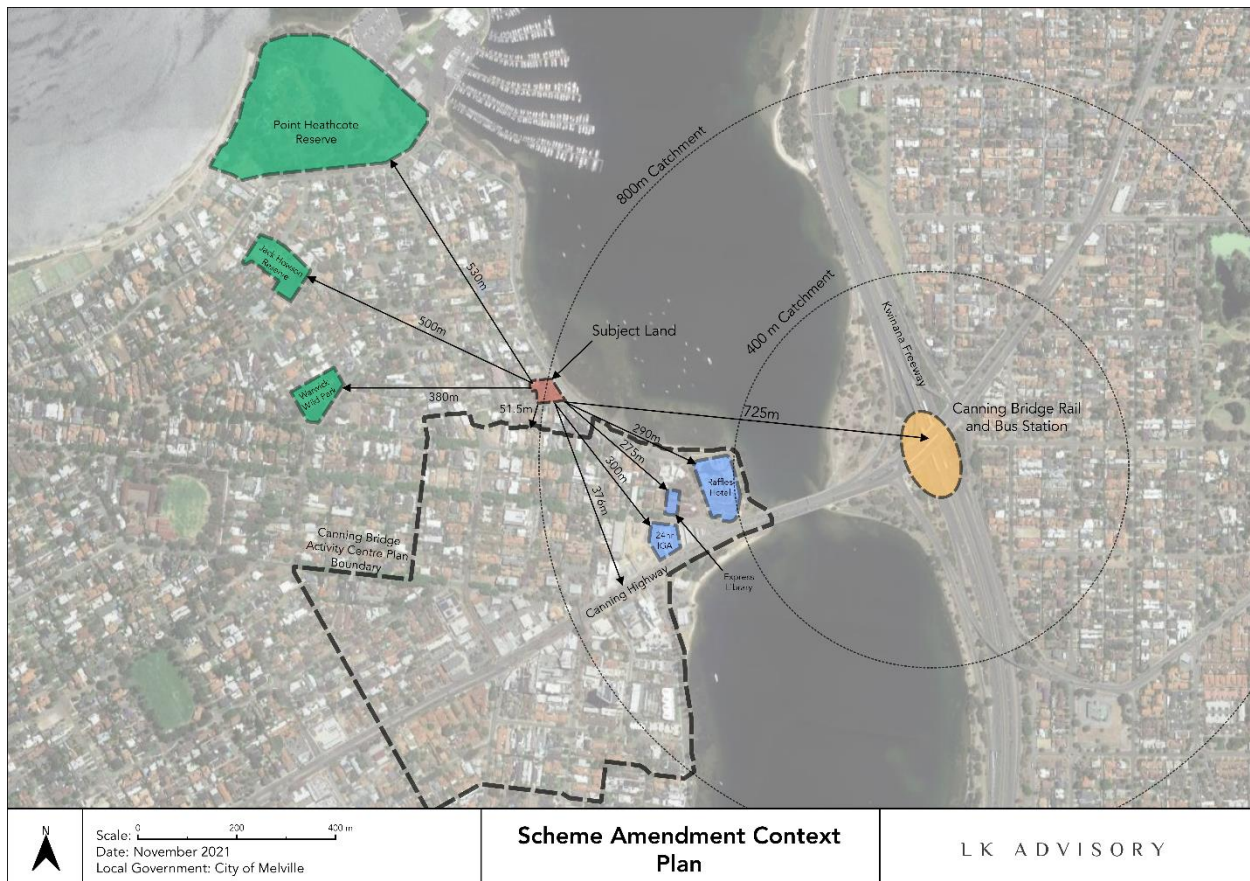 Point Heathcote
Reserve
800m Catchment
Jack Howson
Reserve
530m
400 m Catchment
Kwinana Freeway
500m
Subject Land
Warwick
Wild Park
380m
51.5m
725m
Canning Bridge Rail
and Bus Station
290m
275m
300m
376m
Raffles
Hotel
24hr
IGA
Canning Bridge
Activity Centre Plan
Boundary
Express
Library
Canning Highway
N
Scale: 0 200 400 m
Date: November 2021
Local Government: City of Melville
Scheme Amendment Context
Plan
LK ADVISORY